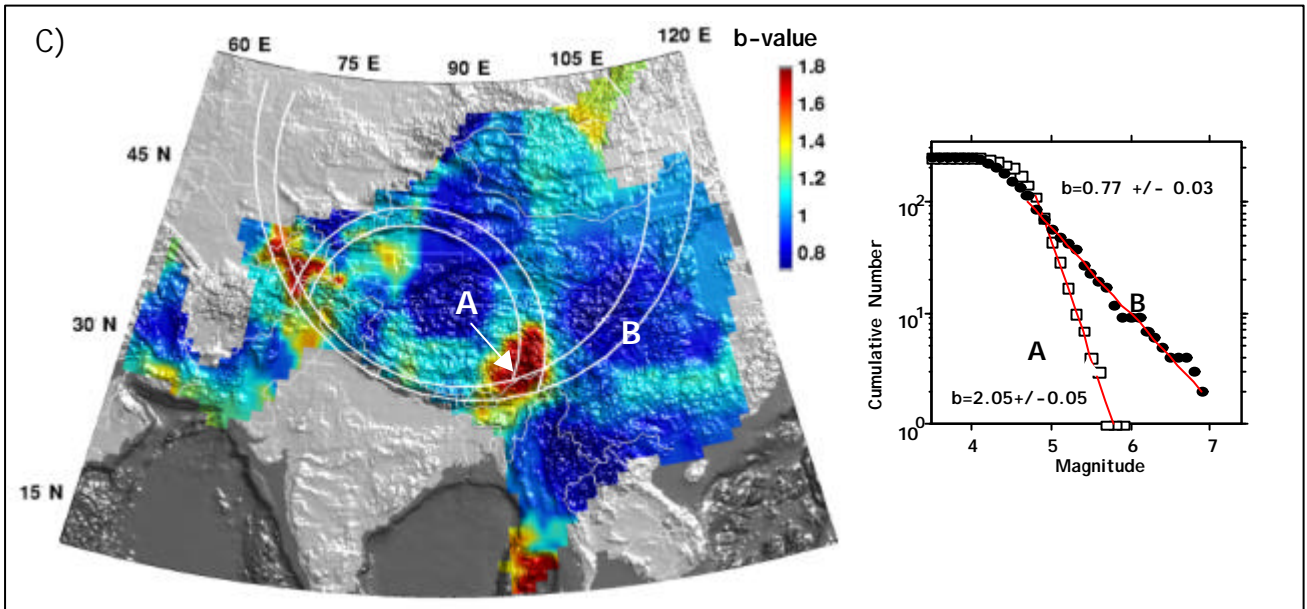 C)
60 E
75 E
90 E
105 E
120 E
b-value
45 N
30 N
15 N
1.8
1.6
1.4
1.2
1
0.8
A
B
Cumulative Number
10²
10¹
10⁰
b=0.77 +/- 0.03
B
A
b=2.05+/-0.05
4
5
6
7
Magnitude